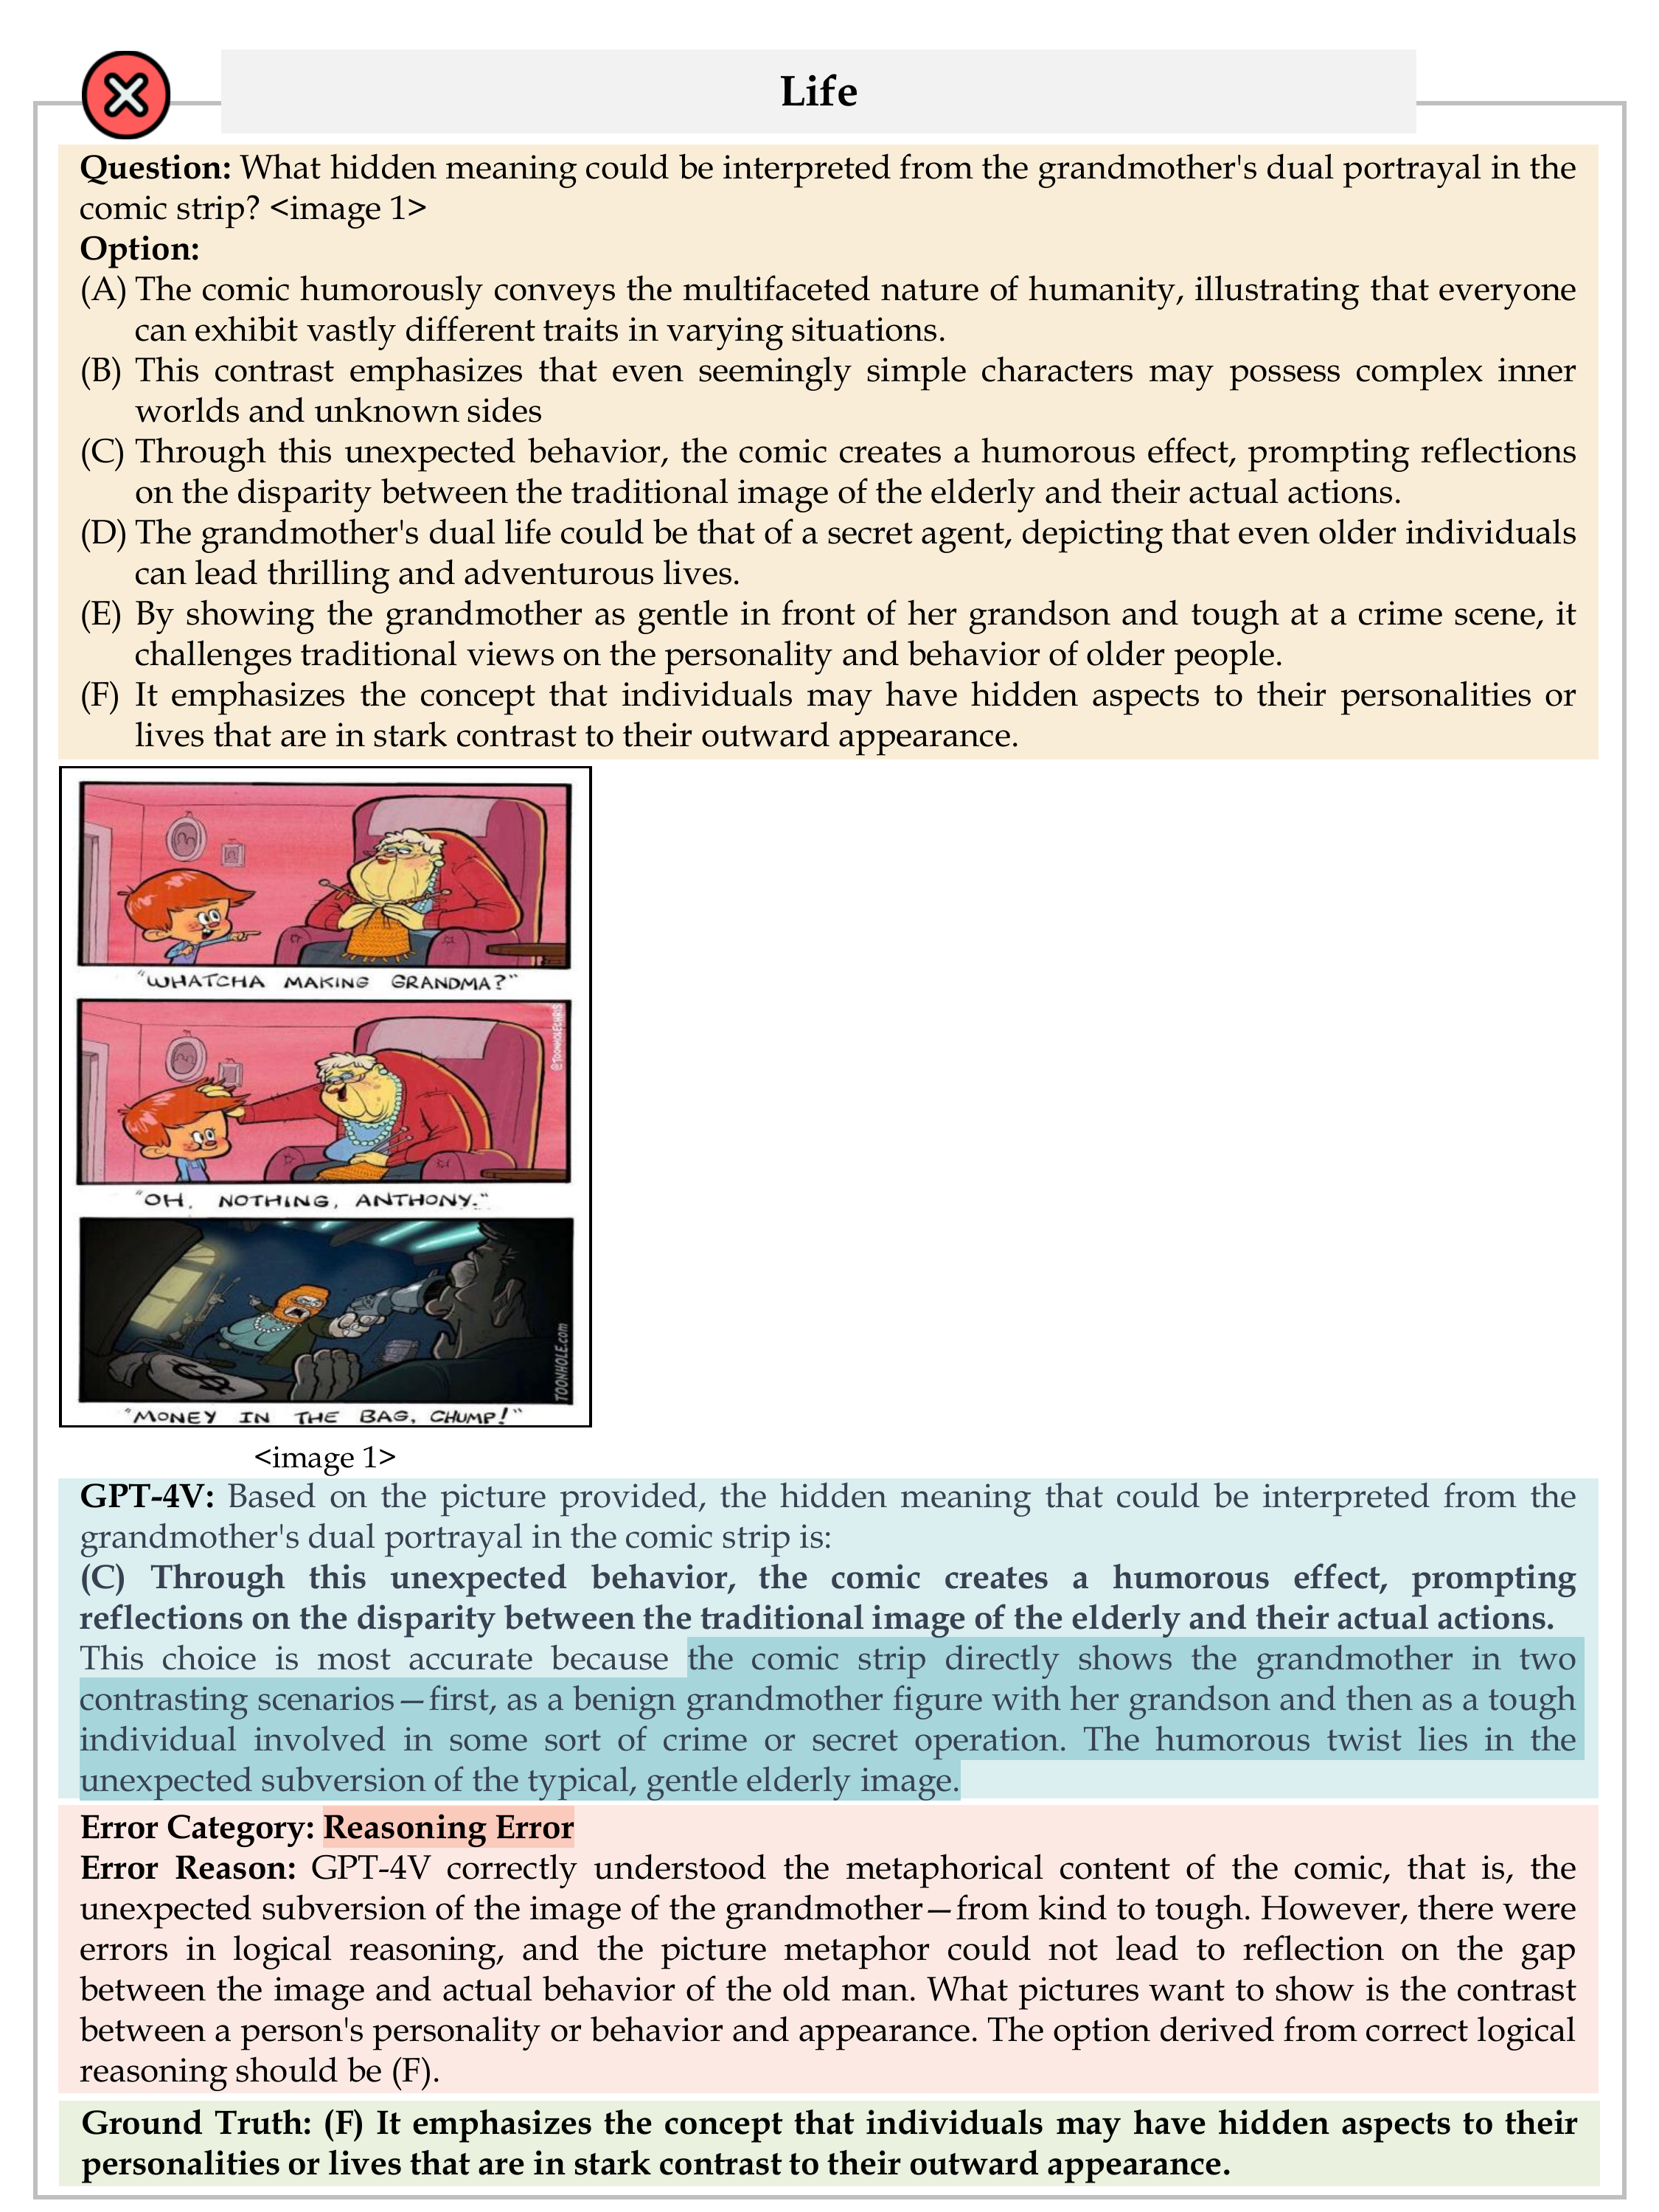 Life
Question: What hidden meaning could be interpreted from the grandmother's dual portrayal in the
comic strip? <image 1>
Option:
(A) The comic humorously conveys the multifaceted nature of humanity, illustrating that everyone
can exhibit vastly different traits in varying situations.
(B) This contrast emphasizes that even seemingly simple characters may possess complex inner
worlds and unknown sides
(C) Through this unexpected behavior, the comic creates a humorous effect, prompting reflections
on the disparity between the traditional image of the elderly and their actual actions.
(D) The grandmother's dual life could be that of a secret agent, depicting that even older individuals
can lead thrilling and adventurous lives.
(E) By showing the grandmother as gentle in front of her grandson and tough at a crime scene, it
challenges traditional views on the personality and behavior of older people.
(F) It emphasizes the concept that individuals may have hidden aspects to their personalities or
lives that are in stark contrast to their outward appearance.
"WHATCHA MAKING GRANDMA?"
@TOONHOLECHRIS
"OH, NOTHING, ANTHONY."
$
TOONHOLE.com
"MONEY IN THE BAG, CHUMP!"
<image 1>
GPT-4V: Based on the picture provided, the hidden meaning that could be interpreted from the
grandmother's dual portrayal in the comic strip is:
(C) Through this unexpected behavior, the comic creates a humorous effect, prompting
reflections on the disparity between the traditional image of the elderly and their actual actions.
This choice is most accurate because the comic strip directly shows the grandmother in two
contrasting scenarios—first, as a benign grandmother figure with her grandson and then as a tough
individual involved in some sort of crime or secret operation. The humorous twist lies in the
unexpected subversion of the typical, gentle elderly image.
Error Category: Reasoning Error
Error Reason: GPT-4V correctly understood the metaphorical content of the comic, that is, the
unexpected subversion of the image of the grandmother—from kind to tough. However, there were
errors in logical reasoning, and the picture metaphor could not lead to reflection on the gap
between the image and actual behavior of the old man. What pictures want to show is the contrast
between a person's personality or behavior and appearance. The option derived from correct logical
reasoning should be (F).
Ground Truth: (F) It emphasizes the concept that individuals may have hidden aspects to their
personalities or lives that are in stark contrast to their outward appearance.